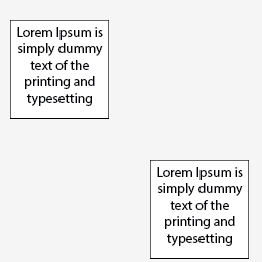 Lorem Ipsum is
simply dummy
text of the
printing and
typesetting
Lorem Ipsum is
simply dummy
text of the
printing and
typesetting